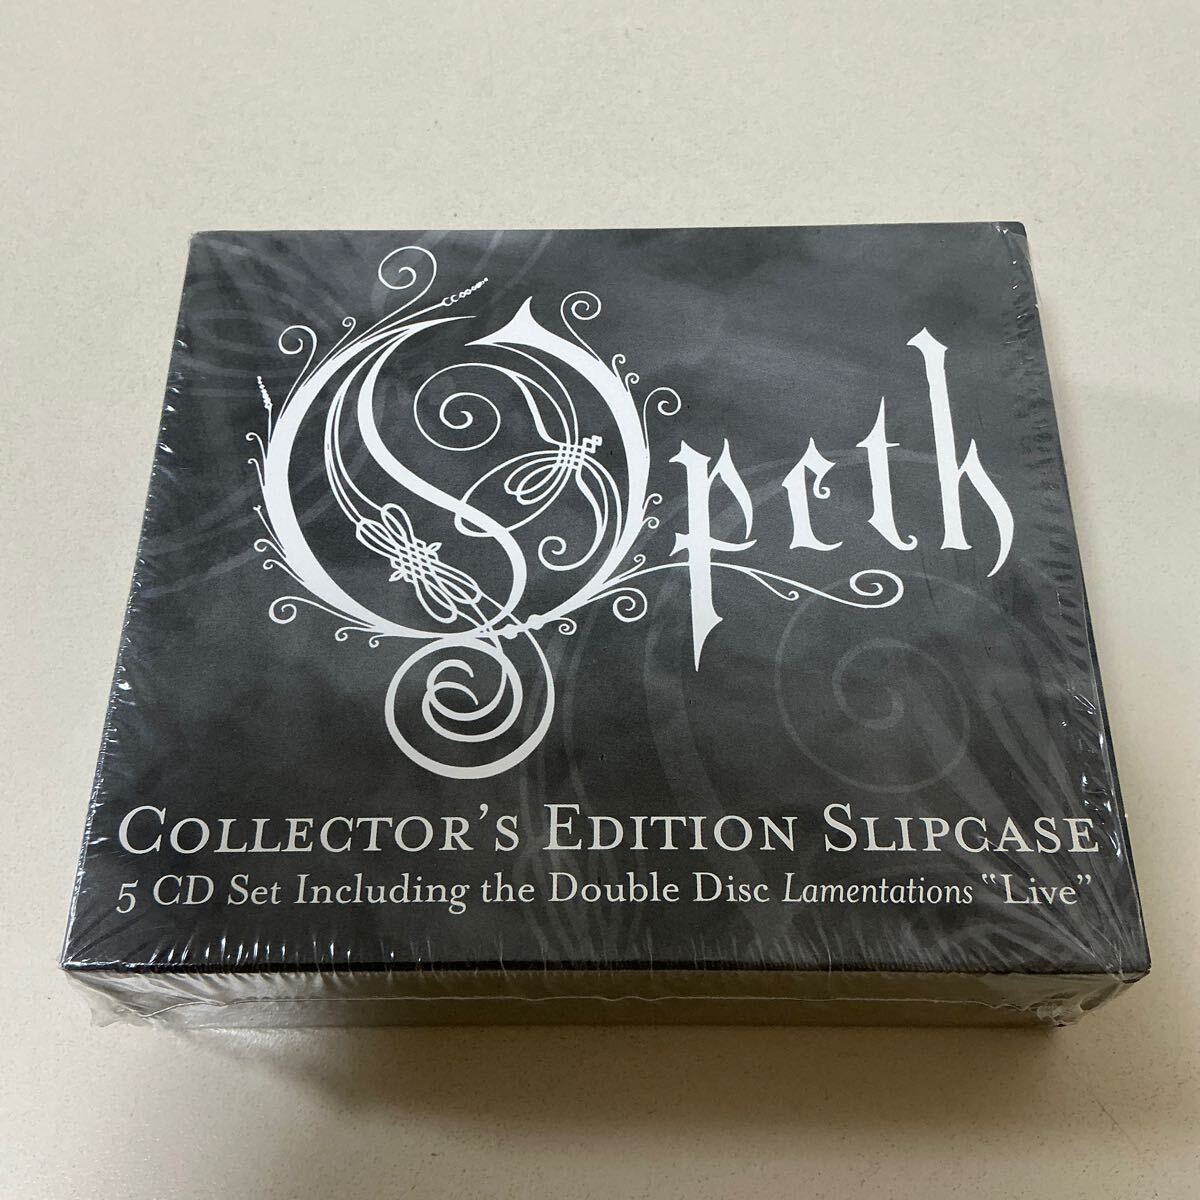 Opeth
COLLECTOR'S EDITION SLIPCASE
5 CD Set Including the Double Disc Lamentations "Live"